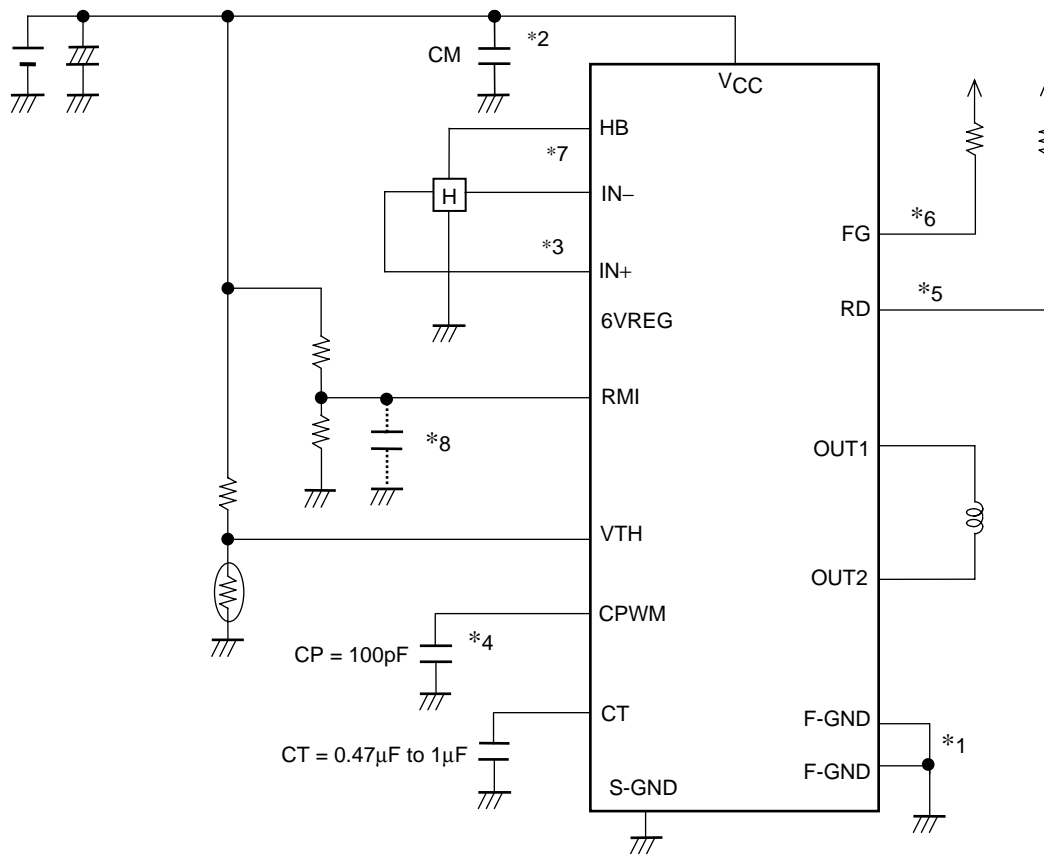 CM
*2
VCC
HB
*7
H
IN−
*3
IN+
6VREG
FG
*6
RD
*5
RMI
*8
OUT1
VTH
OUT2
CPWM
*4
CP = 100pF
CT
CT = 0.47µF to 1µF
F-GND
*1
F-GND
S-GND